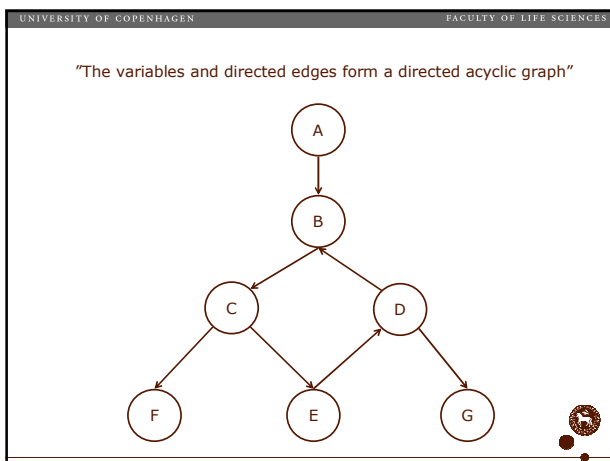 UNIVERSITY OF COPENHAGEN FACULTY OF LIFE SCIENCES
”The variables and directed edges form a directed acyclic graph”
A
B
C D
F E G